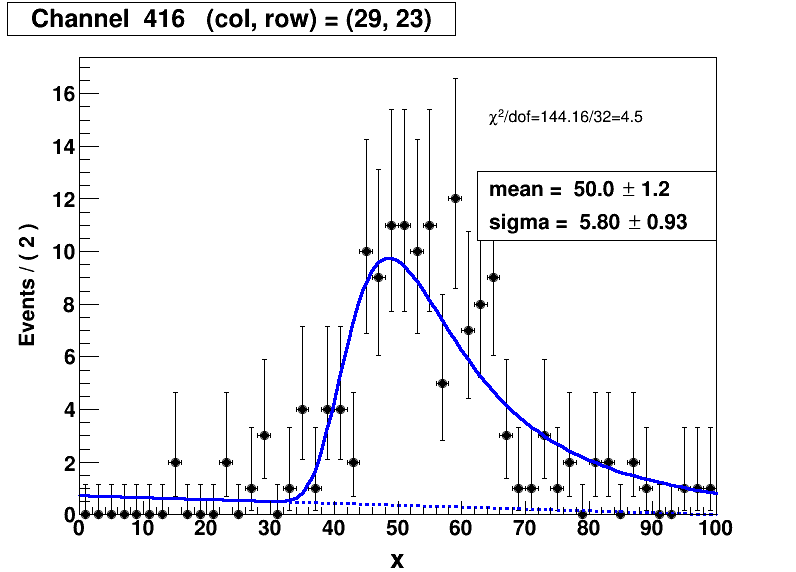 Channel 416 (col, row) = (29, 23)
χ²/dof=144.16/32=4.5
mean = 50.0 ± 1.2
sigma = 5.80 ± 0.93
Events / ( 2 )
16
14
12
10
8
6
4
2
0
0 10 20 30 40 50 60 70 80 90 100
x